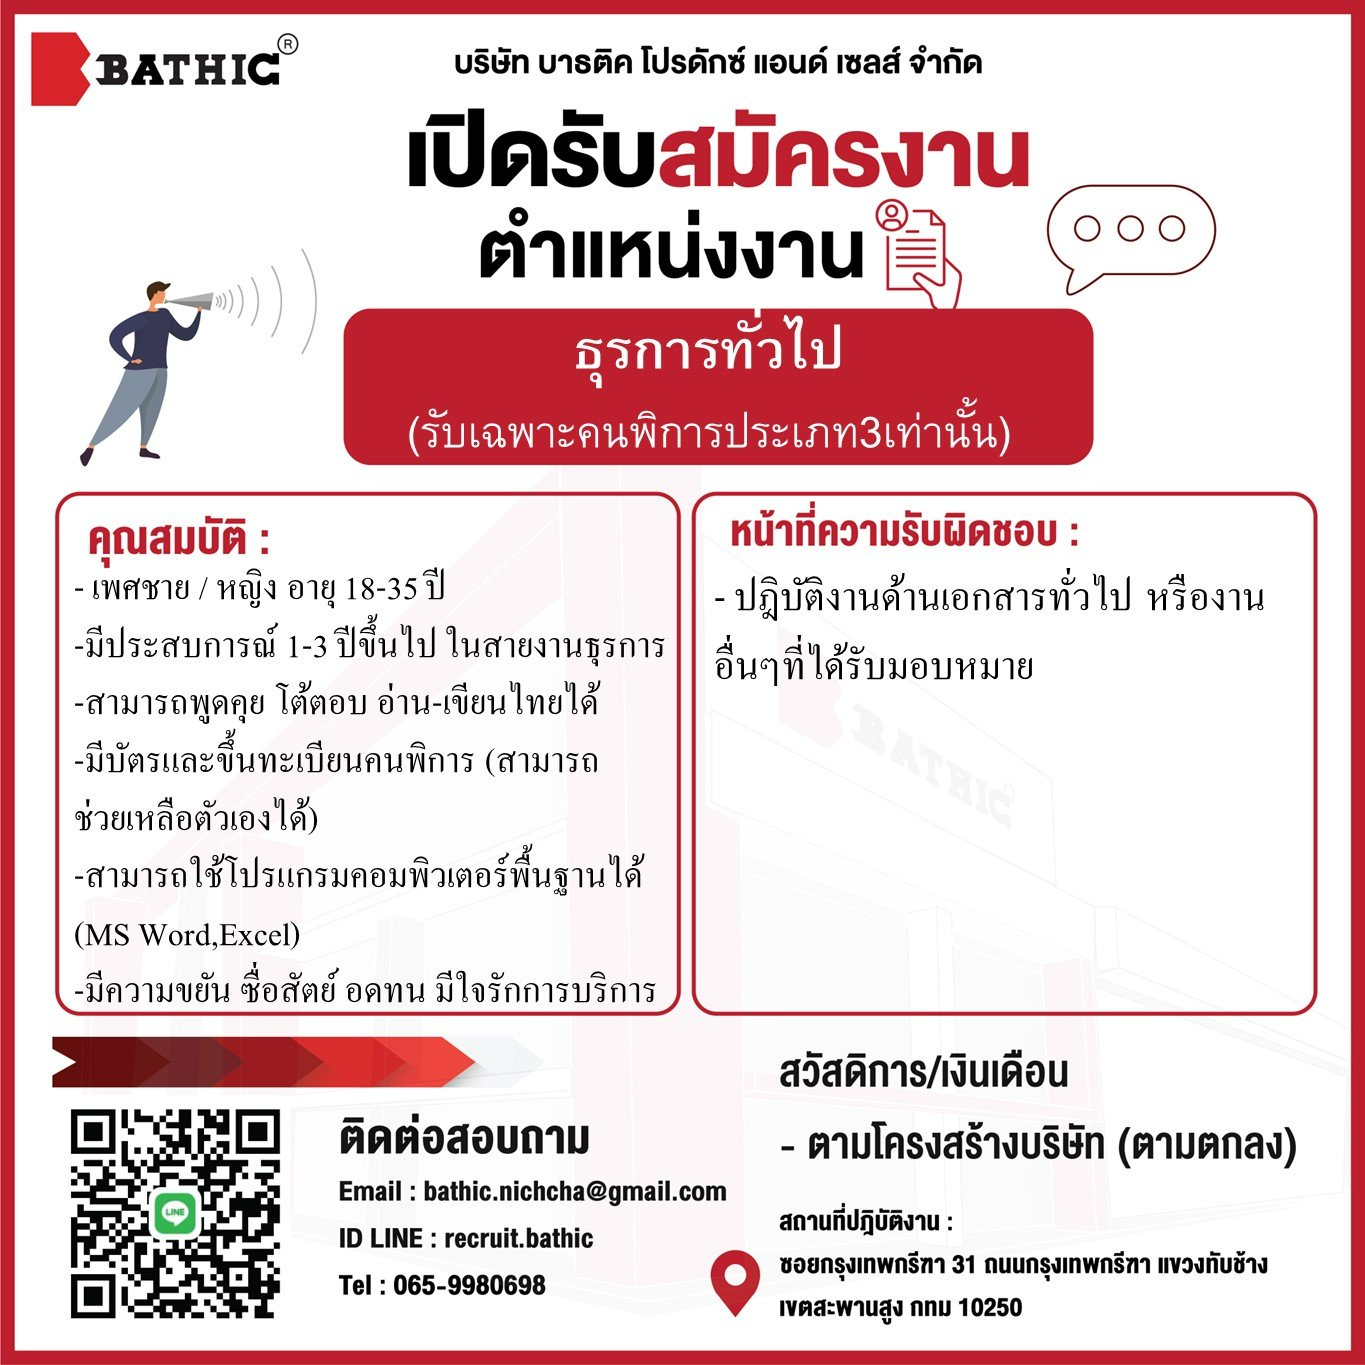 BATHIC®
บริษัท บาธติค โปรดักซ์ แอนด์ เซลส์ จำกัด
เปิดรับสมัครงาน
ตำแหน่งงาน
ธุรการทั่วไป
(รับเฉพาะคนพิการประเภท3เท่านั้น)
คุณสมบัติ :
- เพศชาย / หญิง อายุ 18-35 ปี
-มีประสบการณ์ 1-3 ปีขึ้นไป ในสายงานธุรการ
-สามารถพูดคุย โต้ตอบ อ่าน-เขียนไทยได้
-มีบัตรและขึ้นทะเบียนคนพิการ (สามารถ
ช่วยเหลือตัวเองได้)
-สามารถใช้โปรแกรมคอมพิวเตอร์พื้นฐานได้
(MS Word,Excel)
-มีความขยัน ซื่อสัตย์ อดทน มีใจรักการบริการ
หน้าที่ความรับผิดชอบ :
- ปฎิบัติงานด้านเอกสารทั่วไป หรืองาน
อื่นๆที่ได้รับมอบหมาย
BATHIC®
LINE
ติดต่อสอบถาม
Email : bathic.nichcha@gmail.com
ID LINE : recruit.bathic
Tel : 065-9980698
สวัสดิการ/เงินเดือน
- ตามโครงสร้างบริษัท (ตามตกลง)
สถานที่ปฎิบัติงาน :
ซอยกรุงเทพกรีฑา 31 ถนนกรุงเทพกรีฑา แขวงทับช้าง
เขตสะพานสูง กทม 10250